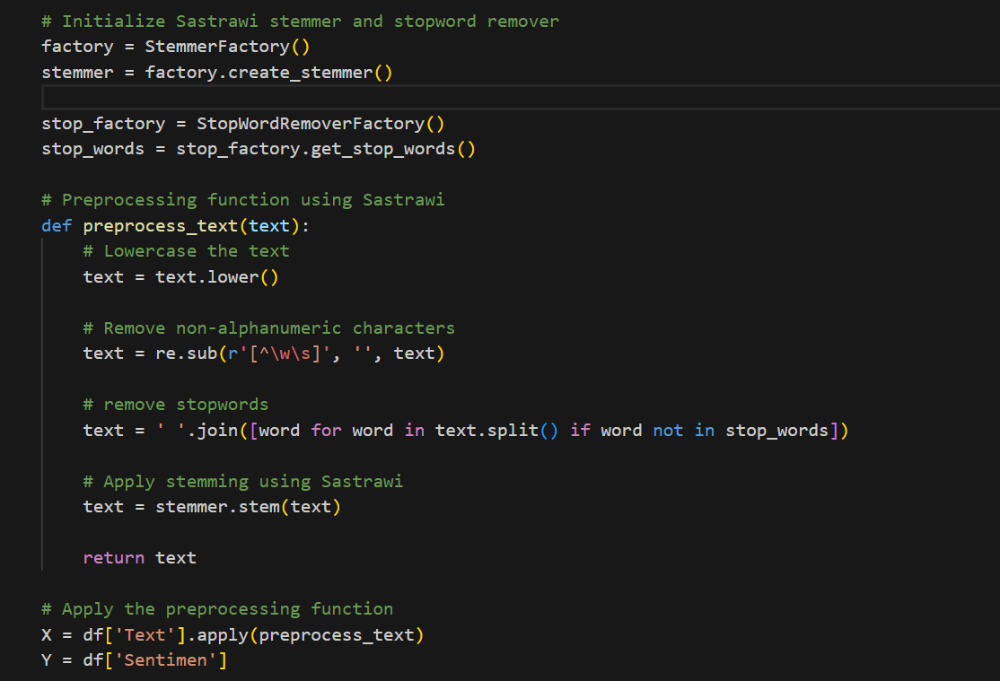 # Initialize Sastrawi stemmer and stopword remover
factory = StemmerFactory()
stemmer = factory.create_stemmer()
stop_factory = StopWordRemoverFactory()
stop_words = stop_factory.get_stop_words()
# Preprocessing function using Sastrawi
def preprocess_text(text):
    # Lowercase the text
    text = text.lower()
    # Remove non-alphanumeric characters
    text = re.sub(r'[^\w\s]', '', text)
    # remove stopwords
    text = ' '.join([word for word in text.split() if word not in stop_words])
    # Apply stemming using Sastrawi
    text = stemmer.stem(text)
    return text
# Apply the preprocessing function
X = df['Text'].apply(preprocess_text)
Y = df['Sentimen']